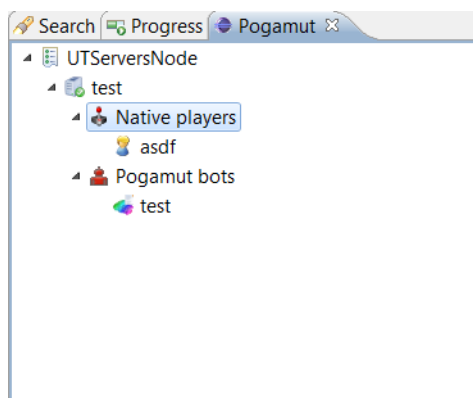 Search Progress Pogamut
UTServersNode
test
Native players
asdf
Pogamut bots
test